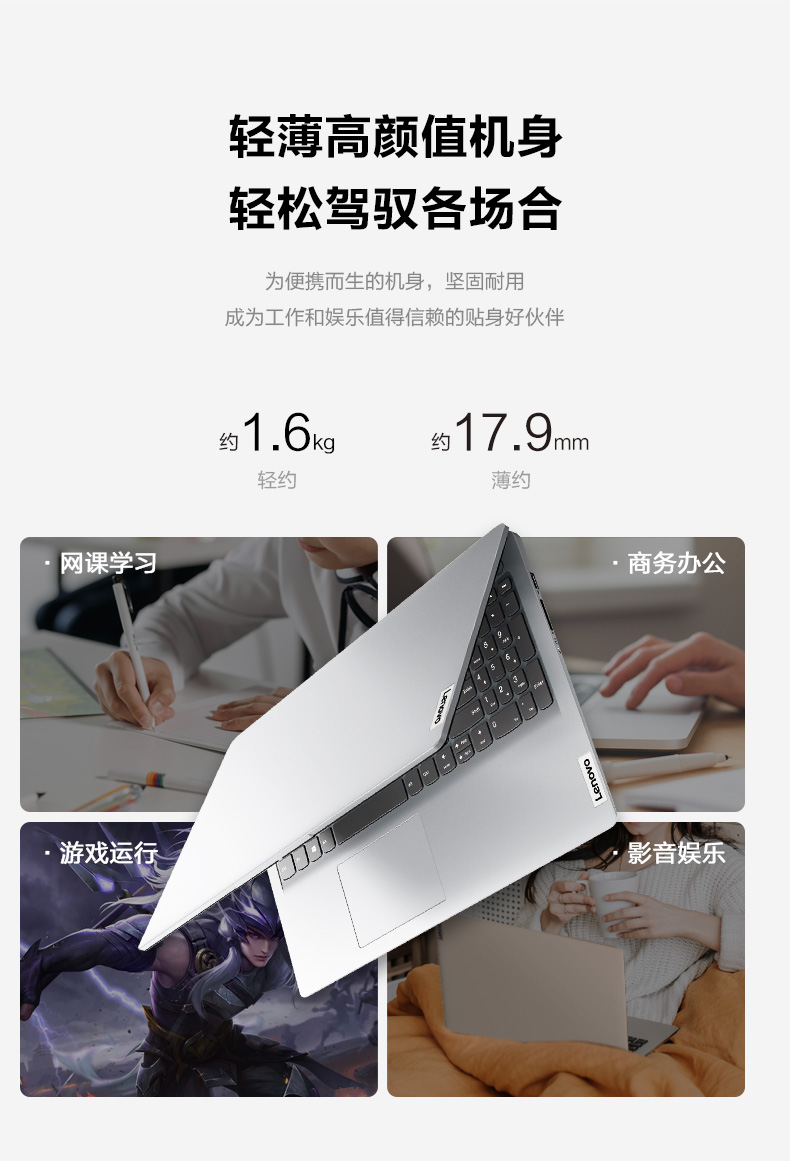 轻薄高颜值机身
轻松驾驭各场合
为便携而生的机身，坚固耐用
成为工作和娱乐值得信赖的贴身好伙伴
约1.6kg 约17.9mm
轻约 薄约
· 网课学习
· 商务办公
Lenovo
Lenovo
· 游戏运行
· 影音娱乐